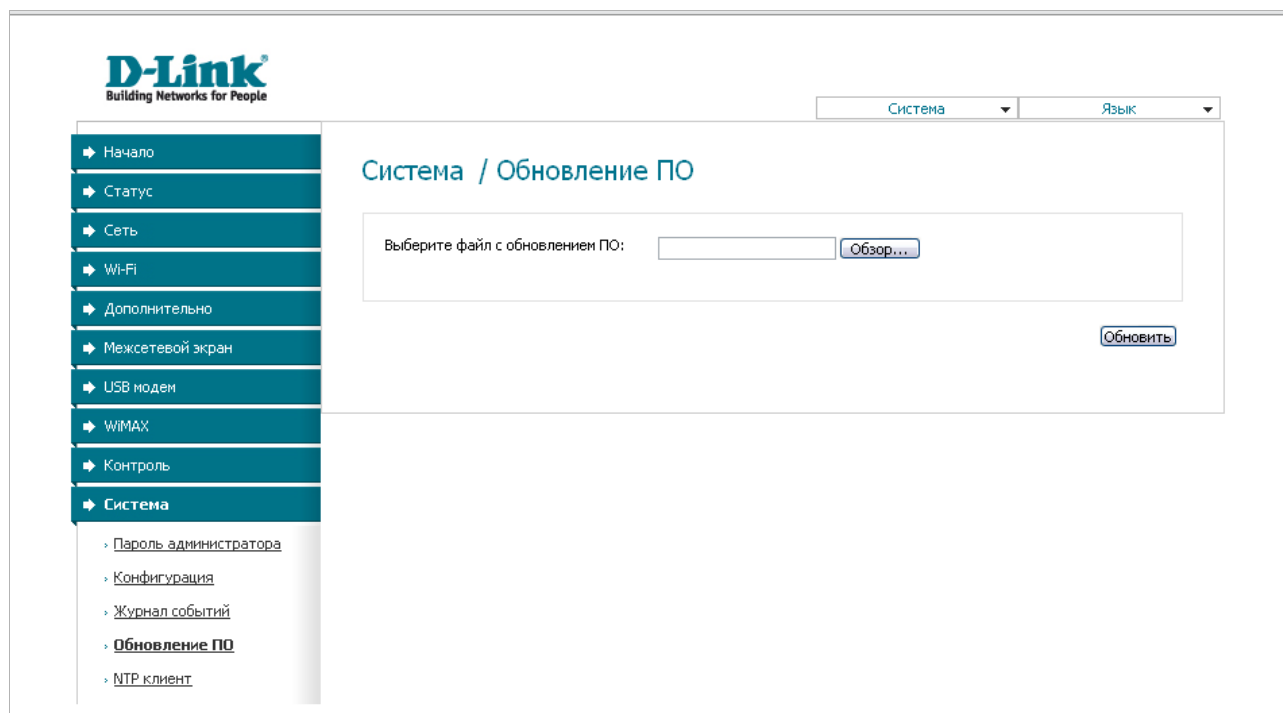 D-Link®
Building Networks for People
Система
Язык
Начало
Статус
Сеть
Wi-Fi
Дополнительно
Межсетевой экран
USB модем
WiMAX
Контроль
Система
Пароль администратора
Конфигурация
Журнал событий
Обновление ПО
NTP клиент
Система / Обновление ПО
Выберите файл с обновлением ПО:
Обзор...
Обновить